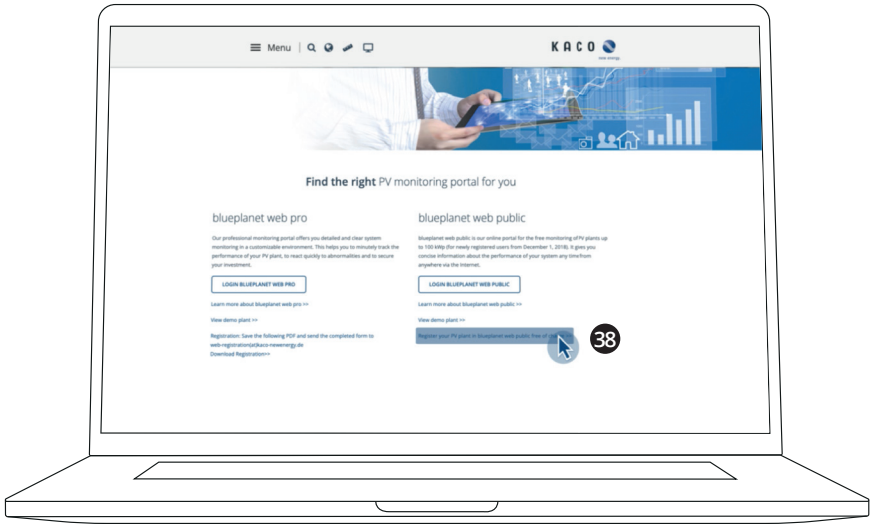 Menu
KACO
new energy.
Find the right PV monitoring portal for you
blueplanet web pro
Our professional monitoring portal offers you detailed and clear system
monitoring in a customizable environment. This helps you to minutely track the
performance of your PV plant, to react quickly to abnormalities and to secure
your investment.
LOGIN BLUEPLANET WEB PRO
Learn more about blueplanet web pro >>
View demo plant >>
Registration: Save the following PDF and send the completed form to
web-registration(at)kaco-newenergy.de
Download Registration>>
blueplanet web public
blueplanet web public is our online portal for the free monitoring of PV plants up
to 100 kWp (for newly registered users from December 1, 2018). It gives you
concise information about the performance of your system any time from
anywhere via the Internet.
LOGIN BLUEPLANET WEB PUBLIC
Learn more about blueplanet web public >>
View demo plant >>
Register your PV plant in blueplanet web public free of
38